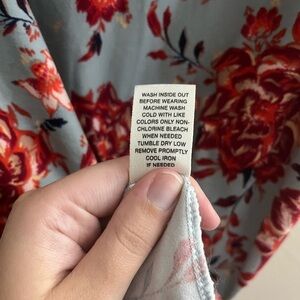 WASH INSIDE OUT
BEFORE WEARING
MACHINE WASH
COLD WITH LIKE
COLORS ONLY NON-
CHLORINE BLEACH
WHEN NEEDED
TUMBLE DRY LOW
REMOVE PROMPTLY
COOL IRON
IF NEEDED